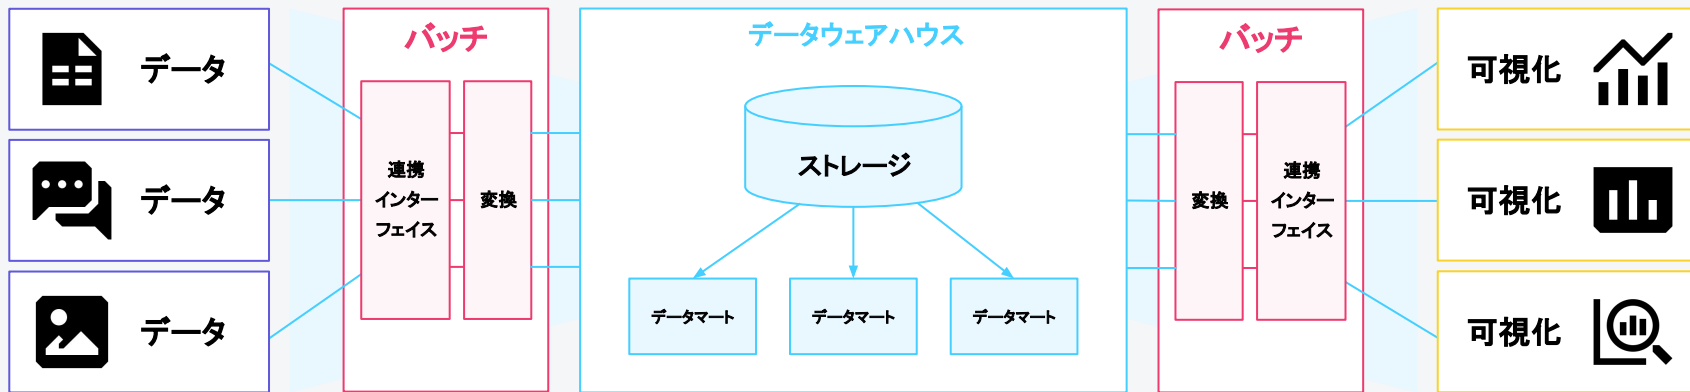 データ
データ
データ
バッチ
連携
インター
フェイス
変換
データウェアハウス
ストレージ
データマート
データマート
データマート
バッチ
変換
連携
インター
フェイス
可視化
可視化
可視化